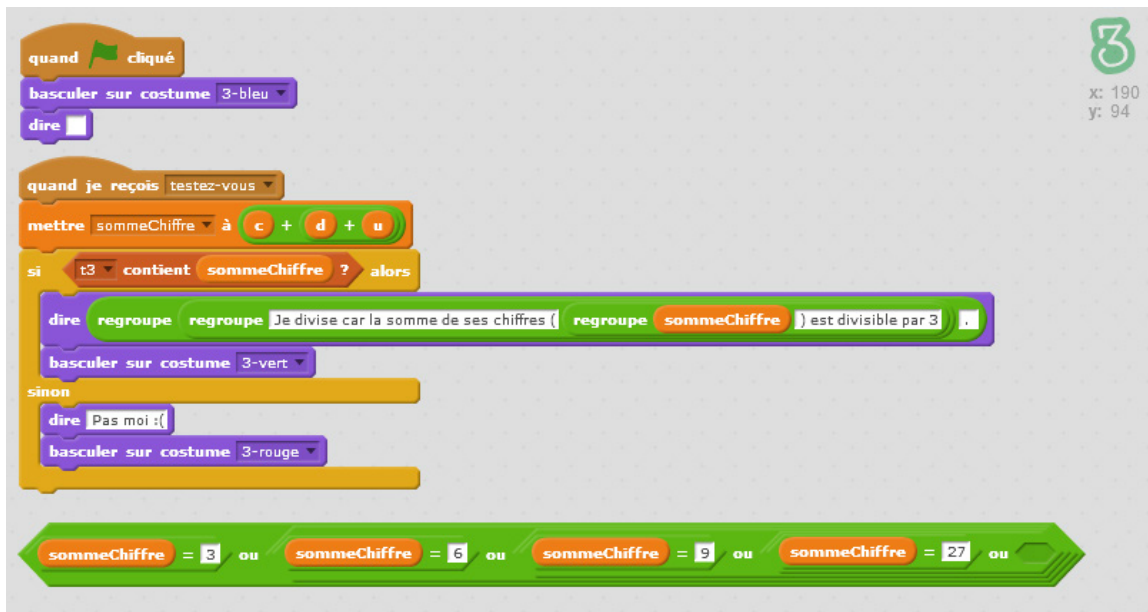 quand cliqué
basculer sur costume 3-bleu
dire
3
x: 190
y: 94
quand je reçois testez-vous
mettre sommeChiffre à c + d + u
si t3 contient sommeChiffre ? alors
dire regroupe regroupe Je divise car la somme de ses chiffres ( regroupe sommeChiffre ) est divisible par 3 .
basculer sur costume 3-vert
sinon
dire Pas moi :(
basculer sur costume 3-rouge
sommeChiffre = 3 ou sommeChiffre = 6 ou sommeChiffre = 9 ou sommeChiffre = 27 ou